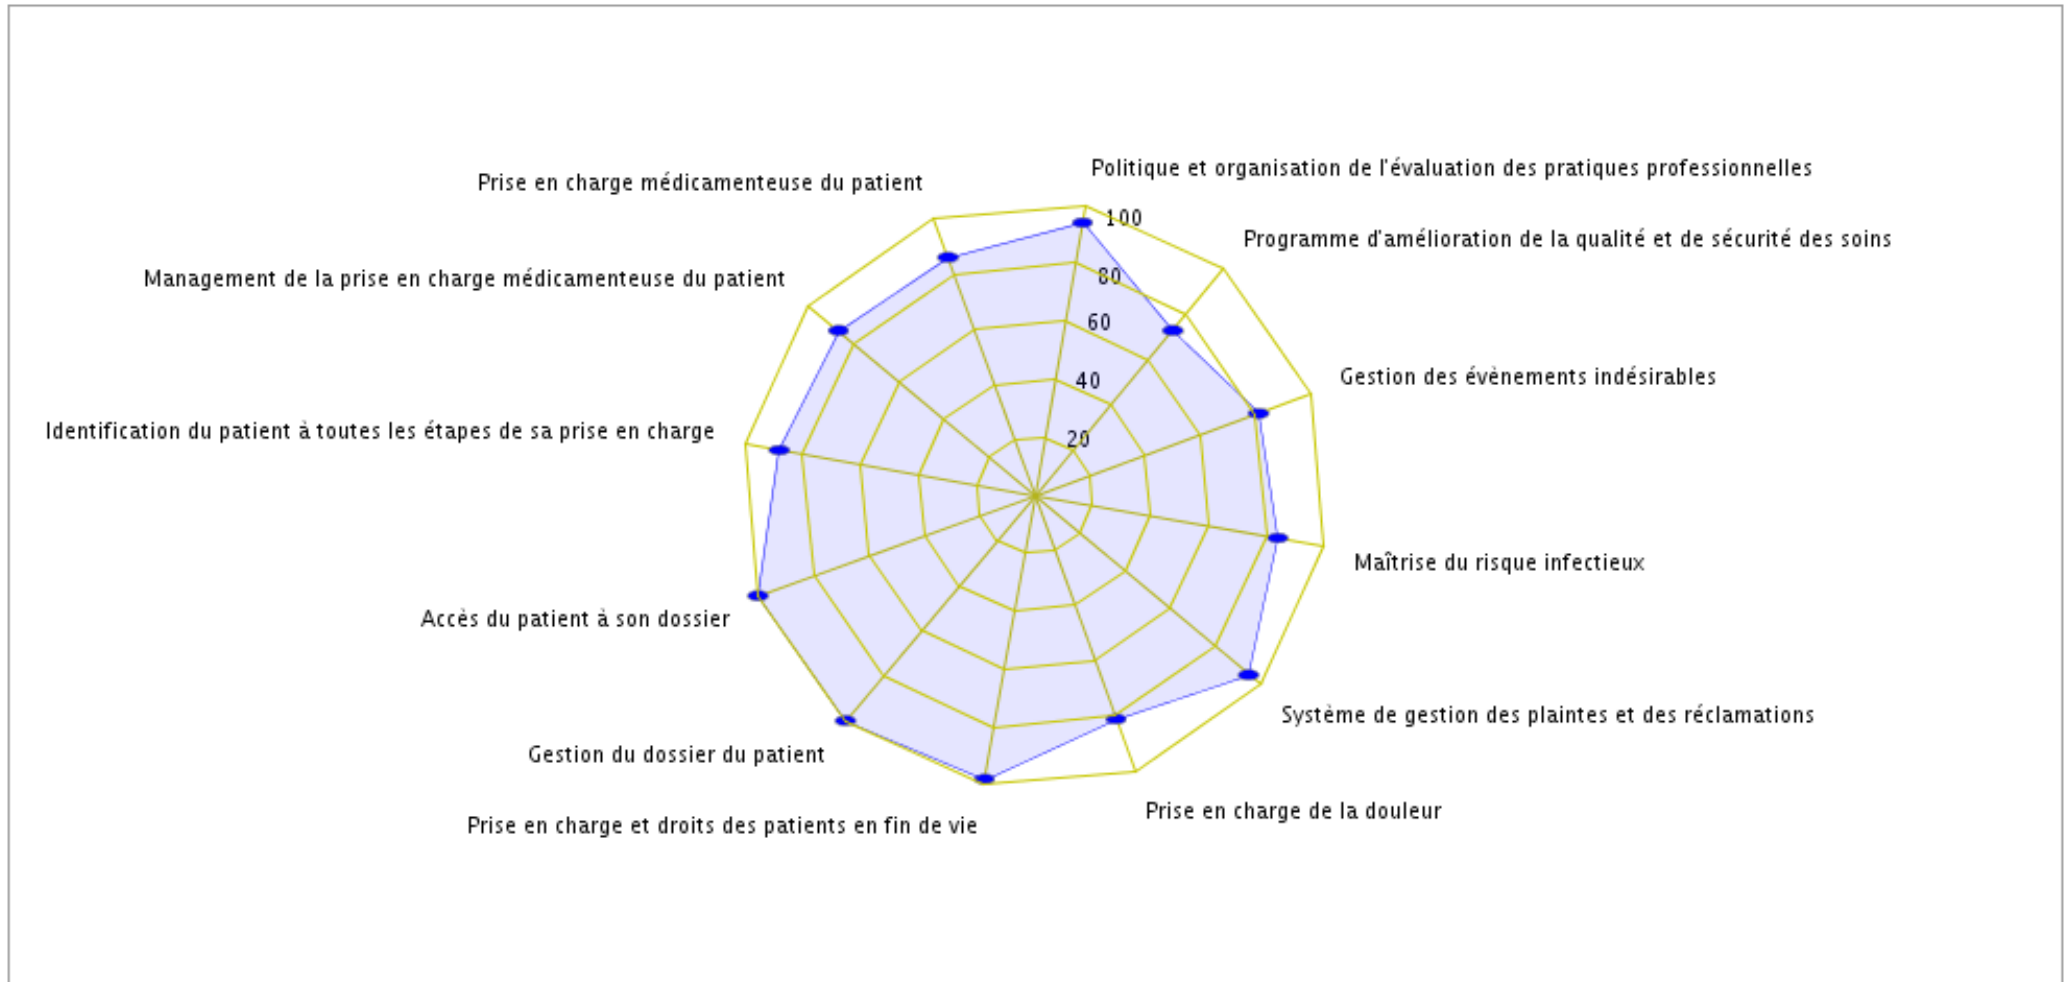 Politique et organisation de l'évaluation des pratiques professionnelles
Prise en charge médicamenteuse du patient
100
Programme d'amélioration de la qualité et de sécurité des soins
Management de la prise en charge médicamenteuse du patient
80
60
Gestion des évènements indésirables
40
Identification du patient à toutes les étapes de sa prise en charge
20
Maîtrise du risque infectieux
Accès du patient à son dossier
Système de gestion des plaintes et des réclamations
Gestion du dossier du patient
Prise en charge de la douleur
Prise en charge et droits des patients en fin de vie